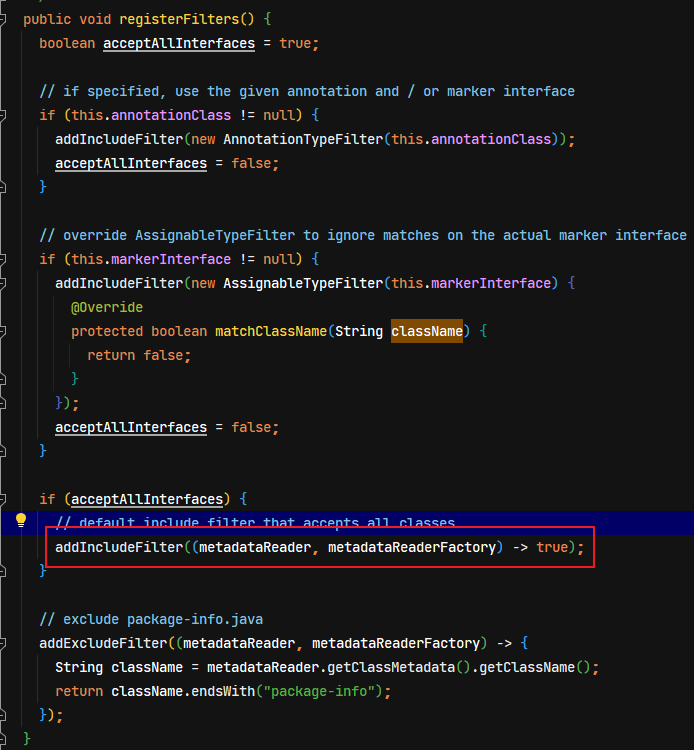 public void registerFilters() {
boolean acceptAllInterfaces = true;
// if specified, use the given annotation and / or marker interface
if (this.annotationClass != null) {
addIncludeFilter(new AnnotationTypeFilter(this.annotationClass));
acceptAllInterfaces = false;
}
// override AssignableTypeFilter to ignore matches on the actual marker interface
if (this.markerInterface != null) {
addIncludeFilter(new AssignableTypeFilter(this.markerInterface) {
@Override
protected boolean matchClassName(String className) {
return false;
}
});
acceptAllInterfaces = false;
}
if (acceptAllInterfaces) {
// default include filter that accepts all classes
addIncludeFilter((metadataReader, metadataReaderFactory) -> true);
}
// exclude package-info.java
addExcludeFilter((metadataReader, metadataReaderFactory) -> {
String className = metadataReader.getClassMetadata().getClassName();
return className.endsWith("package-info");
});
}